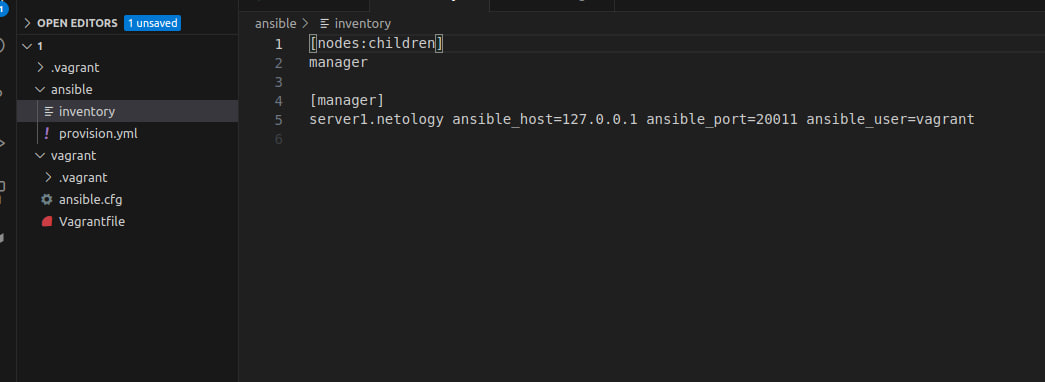 OPEN EDITORS 1 unsaved
1
.vagrant
ansible
inventory
provision.yml
vagrant
.vagrant
ansible.cfg
Vagrantfile
ansible > inventory
1 [nodes:children]
2 manager
3
4 [manager]
5 server1.netology ansible_host=127.0.0.1 ansible_port=20011 ansible_user=vagrant
6